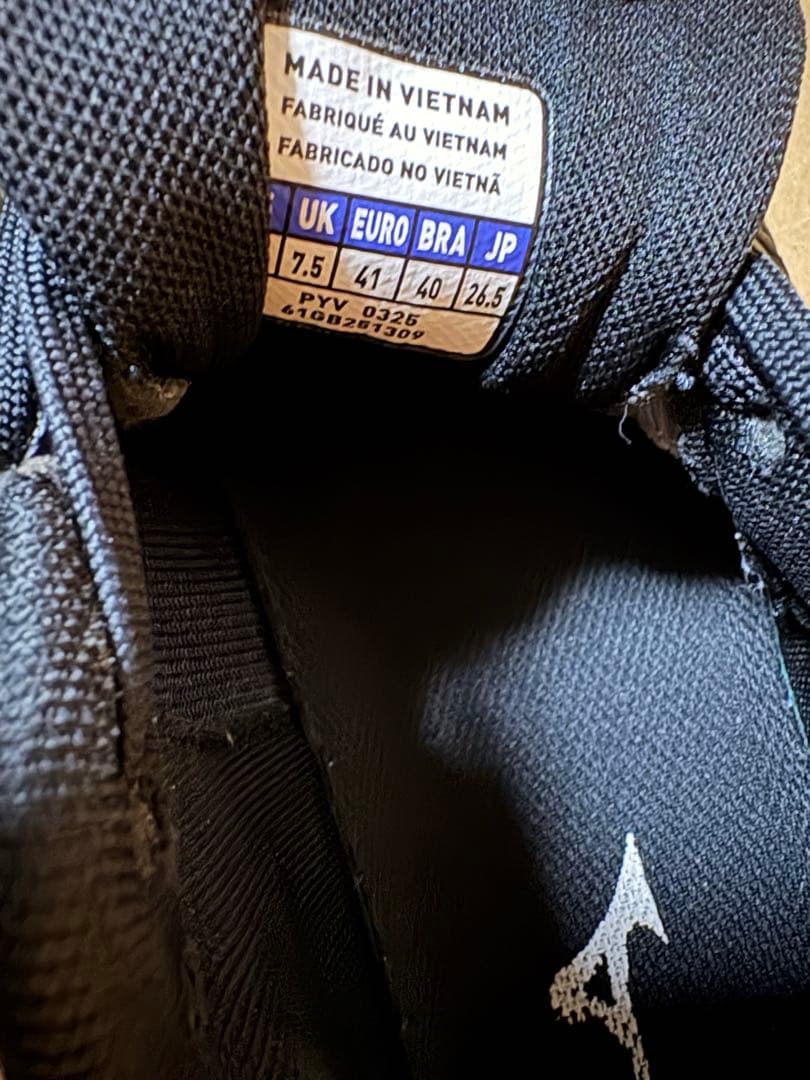 MADE IN VIETNAM
FABRIQUÉ AU VIETNAM
FABRICADO NO VIETNÃ
UK EURO BRA JP
7.5 41 40 26.5
PYV 0325
61GB251309